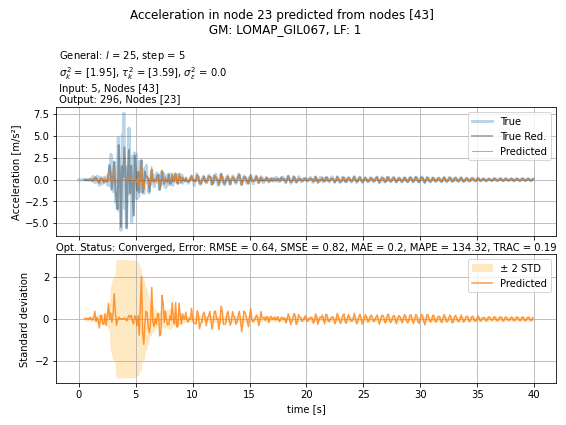 Acceleration in node 23 predicted from nodes [43]
GM: LOMAP_GIL067, LF: 1
General: l = 25, step = 5
σ²ₖ = [1.95], τ²ₖ = [3.59], σ²ε = 0.0
Input: 5, Nodes [43]
Output: 296, Nodes [23]
7.5
5.0
2.5
0.0
−2.5
−5.0
Acceleration [m/s²]
True
True Red.
Predicted
Opt. Status: Converged, Error: RMSE = 0.64, SMSE = 0.82, MAE = 0.2, MAPE = 134.32, TRAC = 0.19
2
0
−2
Standard deviation
± 2 STD
Predicted
0 5 10 15 20 25 30 35 40
time [s]